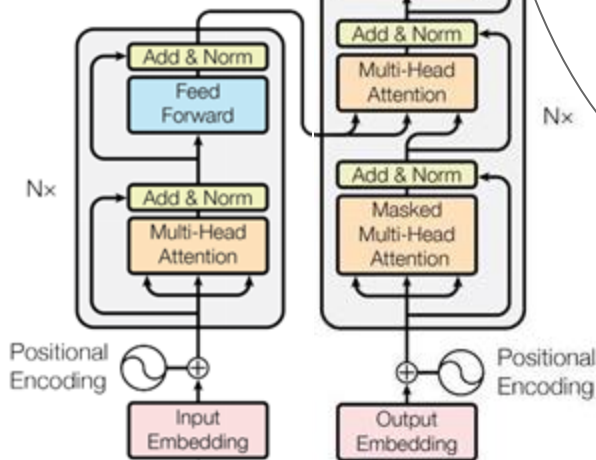 Add & Norm
Feed
Forward
Nx
Add & Norm
Multi-Head
Attention
Positional
Encoding
Input
Embedding
Add & Norm
Multi-Head
Attention
Nx
Add & Norm
Masked
Multi-Head
Attention
Positional
Encoding
Output
Embedding